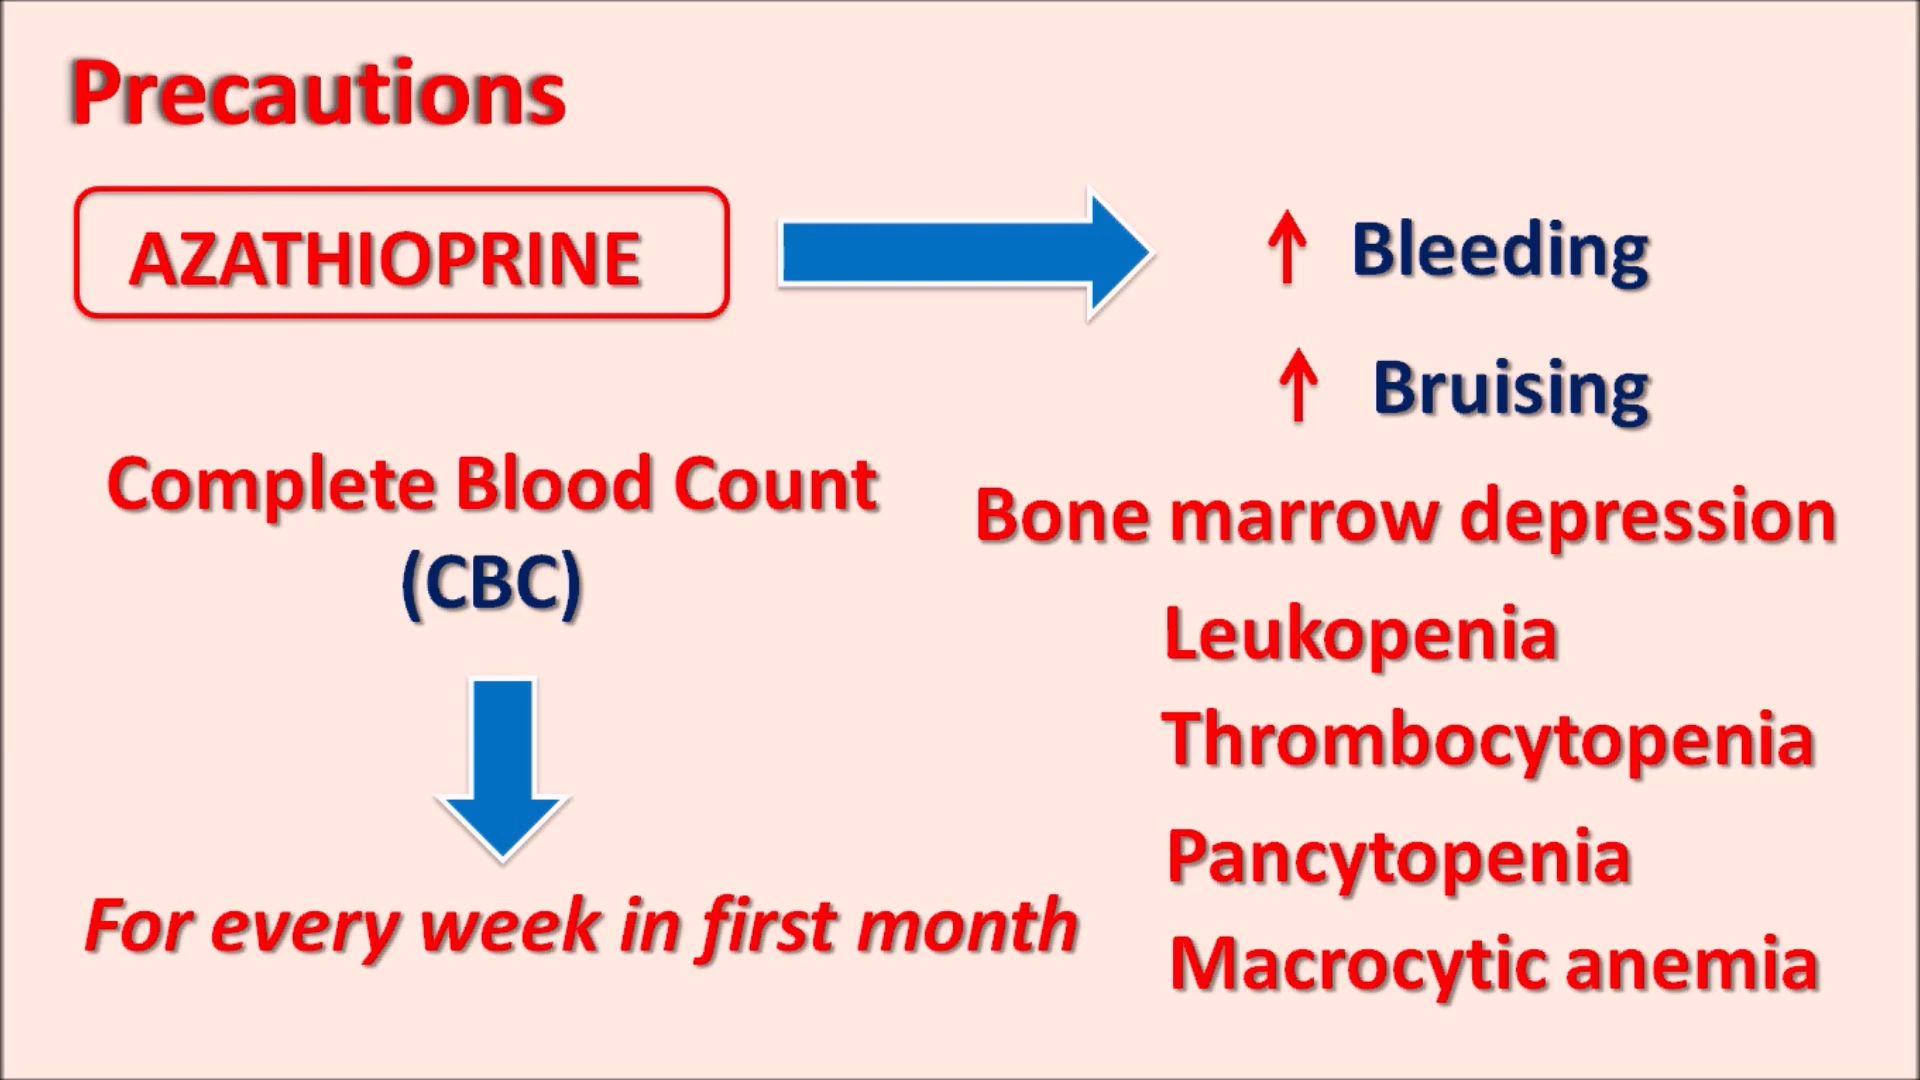 Precautions
AZATHIOPRINE
↑ Bleeding
↑ Bruising
Complete Blood Count
(CBC)
For every week in first month
Bone marrow depression
Leukopenia
Thrombocytopenia
Pancytopenia
Macrocytic anemia